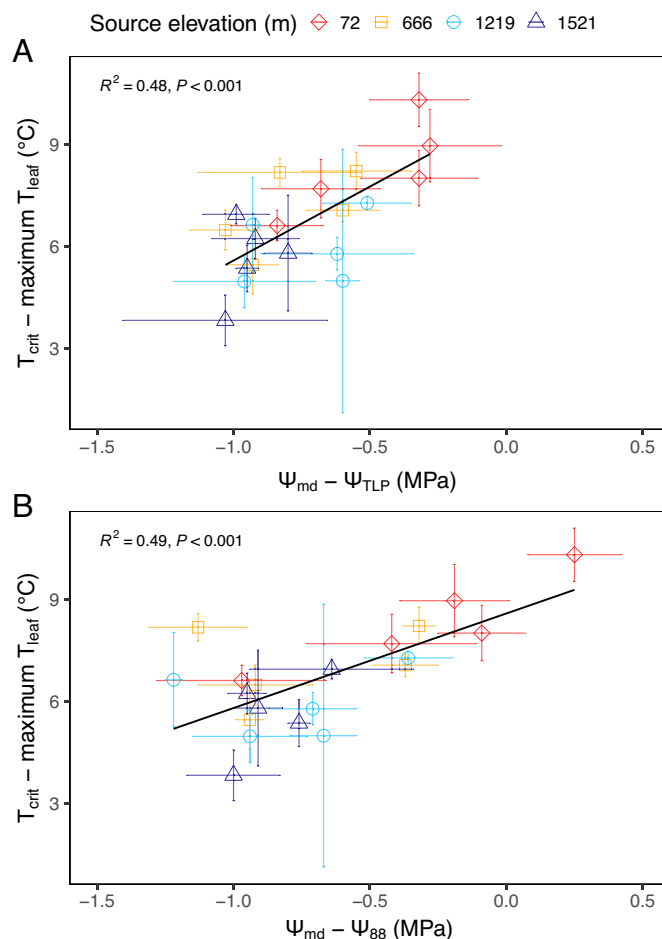 Source elevation (m) 72 666 1219 1521
A
R² = 0.48, P < 0.001
9
6
3
T_crit − maximum T_leaf (°C)
−1.5 −1.0 −0.5 0.0 0.5
Ψ_md − Ψ_TLP (MPa)
B
R² = 0.49, P < 0.001
9
6
3
T_crit − maximum T_leaf (°C)
−1.5 −1.0 −0.5 0.0 0.5
Ψ_md − Ψ_88 (MPa)